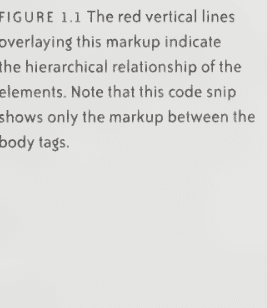 FIGURE 1.1 The red vertical lines
overlaying this markup indicate
the hierarchical relationship of the
elements. Note that this code snip
shows only the markup between the
body tags.